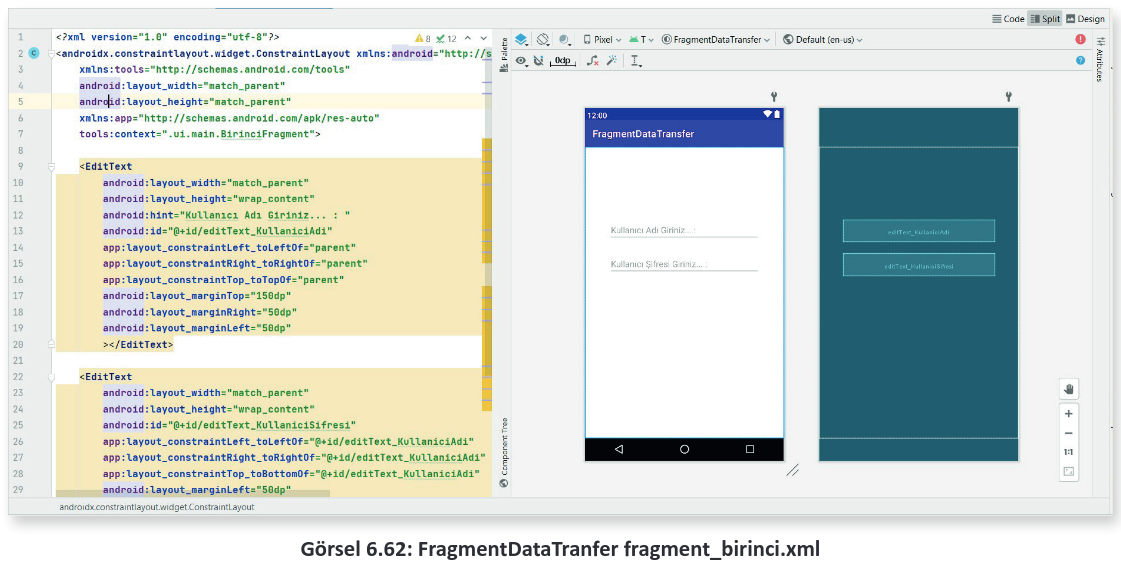 Code Split Design
⚠8 ✓12
1 <?xml version="1.0" encoding="utf-8"?>
2 <androidx.constraintlayout.widget.ConstraintLayout xmlns:android="http://s
3 xmlns:tools="http://schemas.android.com/tools"
4 android:layout_width="match_parent"
5 android:layout_height="match_parent"
6 xmlns:app="http://schemas.android.com/apk/res-auto"
7 tools:context=".ui.main.BirinciFragment">
8
9 <EditText
10 android:layout_width="match_parent"
11 android:layout_height="wrap_content"
12 android:hint="Kullanıcı Adı Giriniz... : "
13 android:id="@+id/editText_KullaniciAdi"
14 app:layout_constraintLeft_toLeftOf="parent"
15 app:layout_constraintRight_toRightOf="parent"
16 app:layout_constraintTop_toTopOf="parent"
17 android:layout_marginTop="150dp"
18 android:layout_marginRight="50dp"
19 android:layout_marginLeft="50dp"
20 ></EditText>
21
22 <EditText
23 android:layout_width="match_parent"
24 android:layout_height="wrap_content"
25 android:id="@+id/editText_KullaniciSifresi"
26 app:layout_constraintLeft_toLeftOf="@+id/editText_KullaniciAdi"
27 app:layout_constraintRight_toRightOf="@+id/editText_KullaniciAdi"
28 app:layout_constraintTop_toBottomOf="@+id/editText_KullaniciAdi"
29 android:layout_marginLeft="50dp"
androidx.constraintlayout.widget.ConstraintLayout
Palette
Component Tree
Pixel T FragmentDataTransfer Default (en-us)
0dp
Attributes
12:00
FragmentDataTransfer
Kullanıcı Adı Giriniz... :
Kullanıcı Şifresi Giriniz... :
editText_KullaniciAdi
editText_KullaniciSifresi
1:1
Görsel 6.62: FragmentDataTranfer fragment_birinci.xml